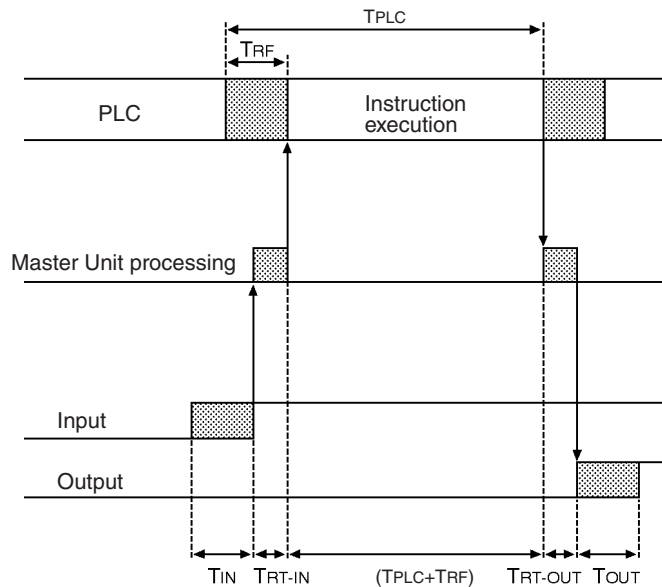 TPLC
TRF
PLC
Instruction
execution
Master Unit processing
Input
Output
TIN TRT-IN (TPLC+TRF) TRT-OUT TOUT